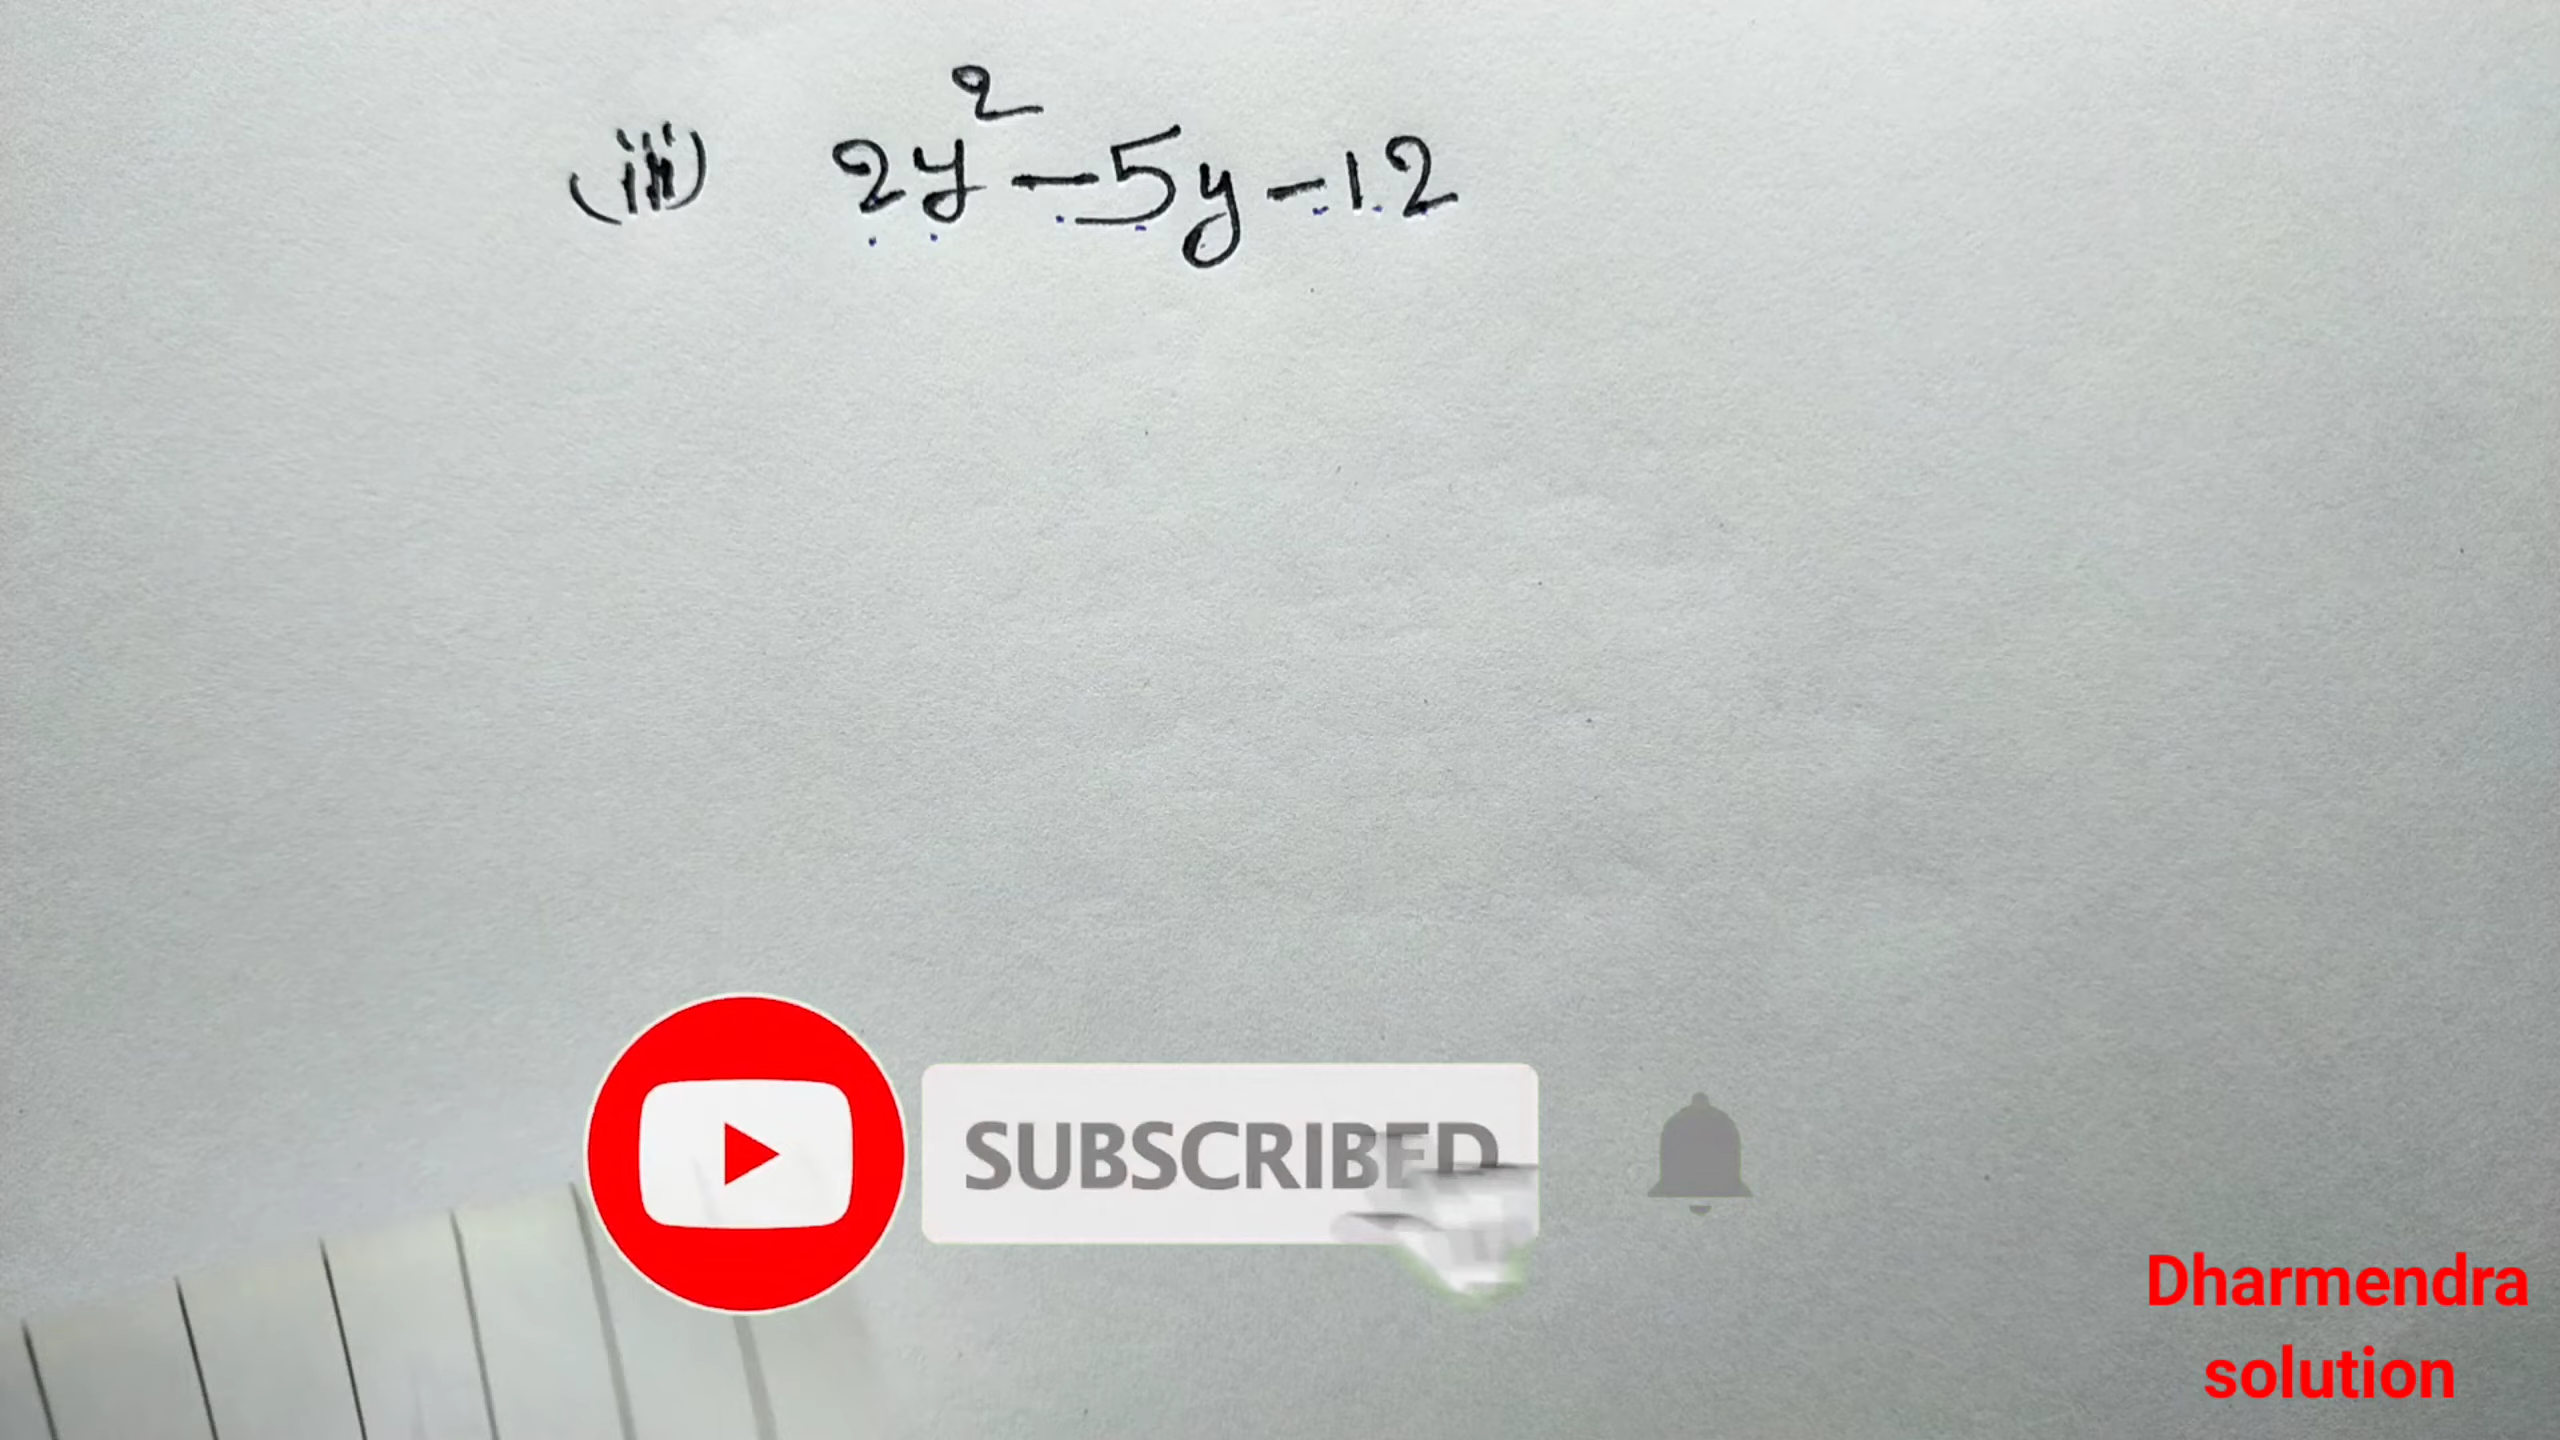 (iii) 2y² - 5y - 12
SUBSCRIBED
Dharmendra
solution